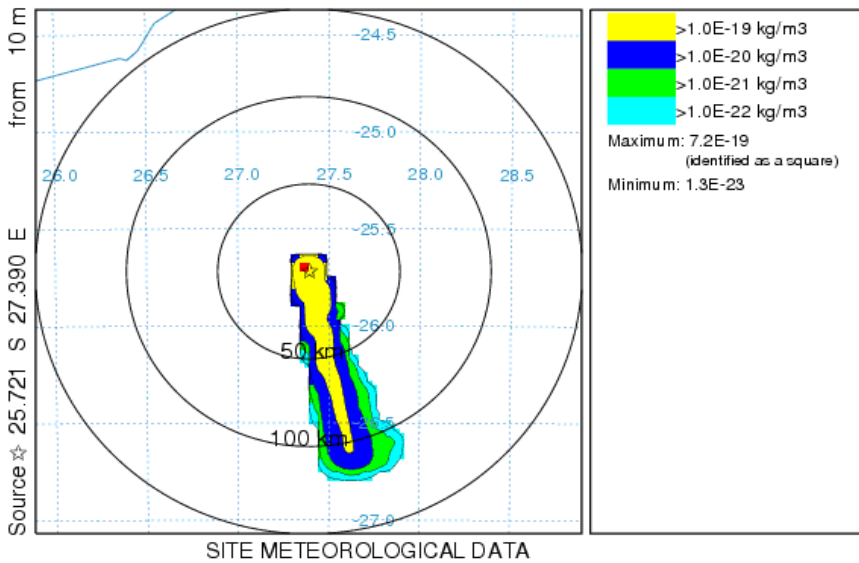 Source ☆ 25.721 S 27.390 E from 10 m
-24.5
-25.0
26.0 26.5 27.0 27.5 28.0 28.5
-25.5
-26.0
50 km
-26.5
100 km
-27.0
SITE METEOROLOGICAL DATA
>1.0E-19 kg/m3
>1.0E-20 kg/m3
>1.0E-21 kg/m3
>1.0E-22 kg/m3
Maximum: 7.2E-19
(identified as a square)
Minimum: 1.3E-23